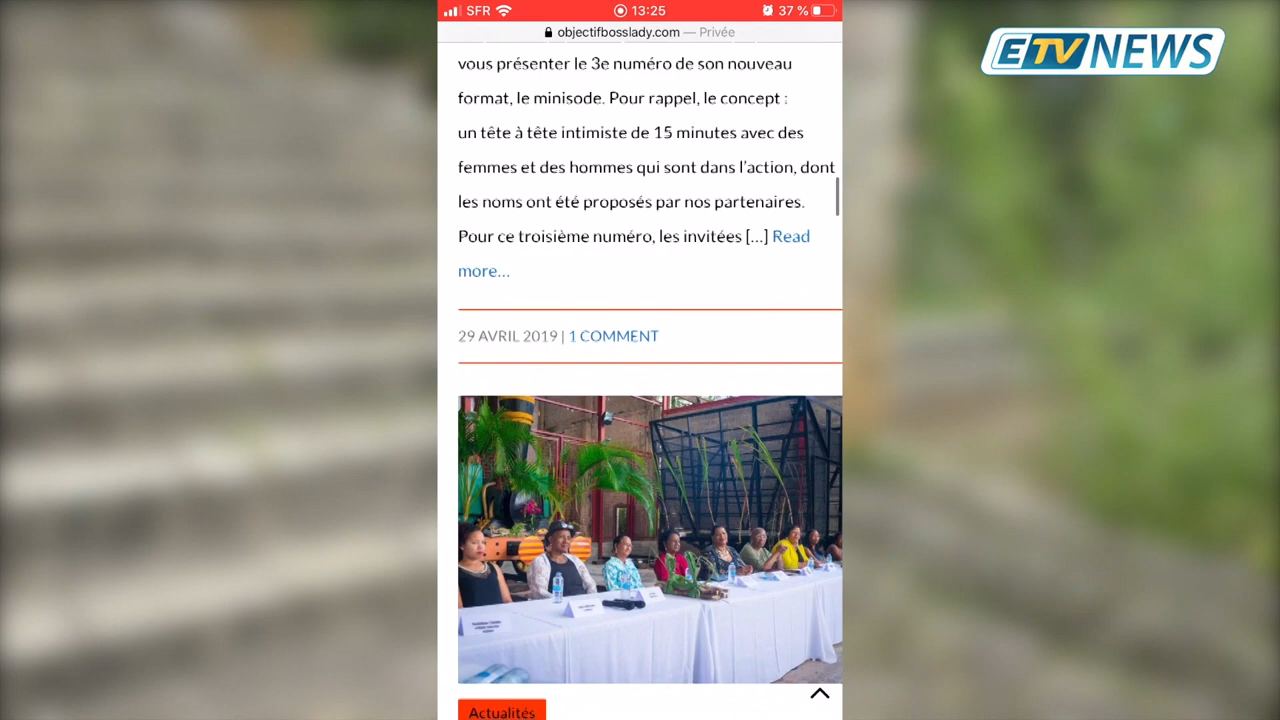 SFR 13:25 37 %
objectifbosslady.com — Privée
ETV NEWS
vous présenter le 3e numéro de son nouveau
format, le minisode. Pour rappel, le concept :
un tête à tête intimiste de 15 minutes avec des
femmes et des hommes qui sont dans l’action, dont
les noms ont été proposés par nos partenaires.
Pour ce troisième numéro, les invitées [...] Read
more...
29 AVRIL 2019 | 1 COMMENT
Actualités